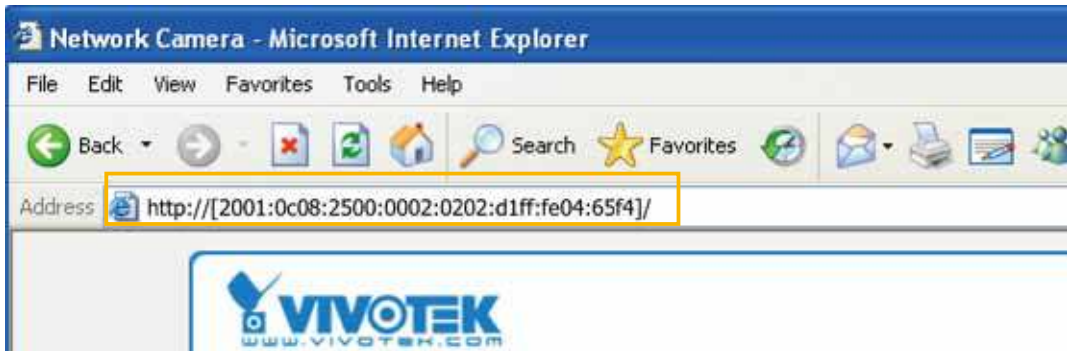 Network Camera - Microsoft Internet Explorer
File Edit View Favorites Tools Help
Back Search Favorites
Address http://[2001:0c08:2500:0002:0202:d1ff:fe04:65f4]/
VIVOTEK
www.vivotek.com